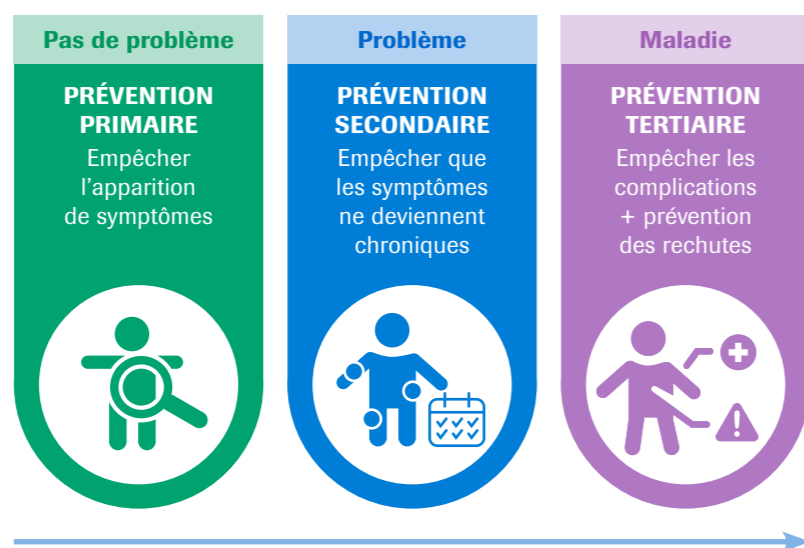 Pas de problème
PRÉVENTION
PRIMAIRE
Empêcher
l’apparition
de symptômes
Problème
PRÉVENTION
SECONDAIRE
Empêcher que
les symptômes
ne deviennent
chroniques
Maladie
PRÉVENTION
TERTIAIRE
Empêcher les
complications
+ prévention
des rechutes